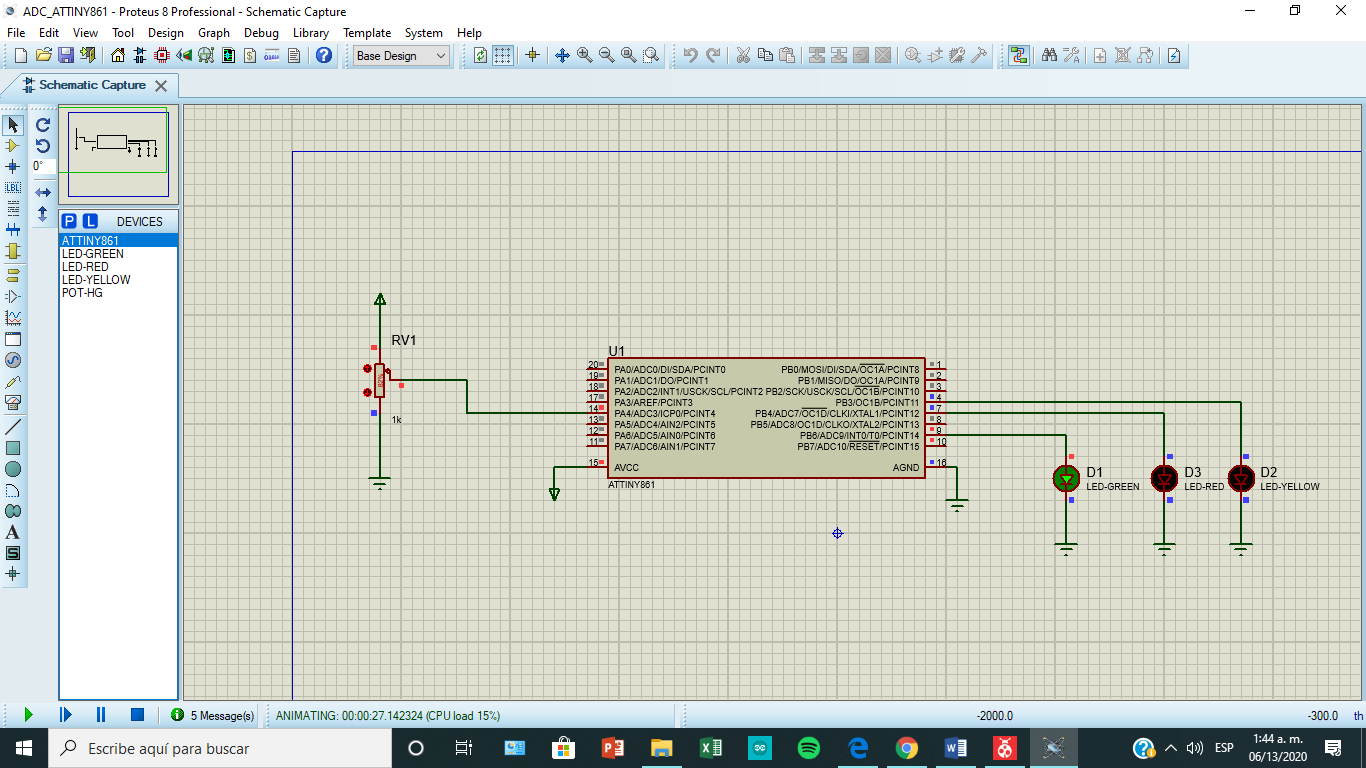 ADC_ATTINY861 - Proteus 8 Professional - Schematic Capture
File Edit View Tool Design Graph Debug Library Template System Help
Base Design
Schematic Capture
0°
LBL
P L DEVICES
ATTINY861
LED-GREEN
LED-RED
LED-YELLOW
POT-HG
A
S
RV1
82%
1k
U1
20 PA0/ADC0/DI/SDA/PCINT0 PB0/MOSI/DI/SDA/OC1A/PCINT8 1
19 PA1/ADC1/DO/PCINT1 PB1/MISO/DO/OC1A/PCINT9 2
18 PA2/ADC2/INT1/USCK/SCL/PCINT2 PB2/SCK/USCK/SCL/OC1B/PCINT10 3
17 PA3/AREF/PCINT3 PB3/OC1B/PCINT11 4
14 PA4/ADC3/ICP0/PCINT4 PB4/ADC7/OC1D/CLKI/XTAL1/PCINT12 7
13 PA5/ADC4/AIN2/PCINT5 PB5/ADC8/OC1D/CLKO/XTAL2/PCINT13 8
12 PA6/ADC5/AIN0/PCINT6 PB6/ADC9/INT0/T0/PCINT14 9
11 PA7/ADC6/AIN1/PCINT7 PB7/ADC10/RESET/PCINT15 10
15 AVCC AGND 16
ATTINY861
D1
LED-GREEN
D3
LED-RED
D2
LED-YELLOW
5 Message(s) ANIMATING: 00:00:27.142324 (CPU load 15%) -2000.0 -300.0 th
Escribe aquí para buscar
ESP
1:44 a. m.
06/13/2020